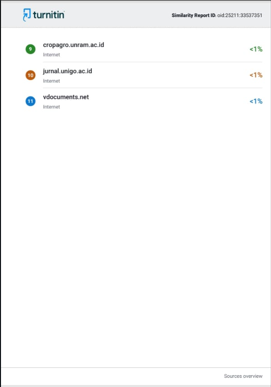 turnitin
Similarity Report ID: oid:25211:33537351
9
cropagro.unram.ac.id
<1%
Internet
10
jurnal.unigo.ac.id
<1%
Internet
11
vdocuments.net
<1%
Internet
Sources overview